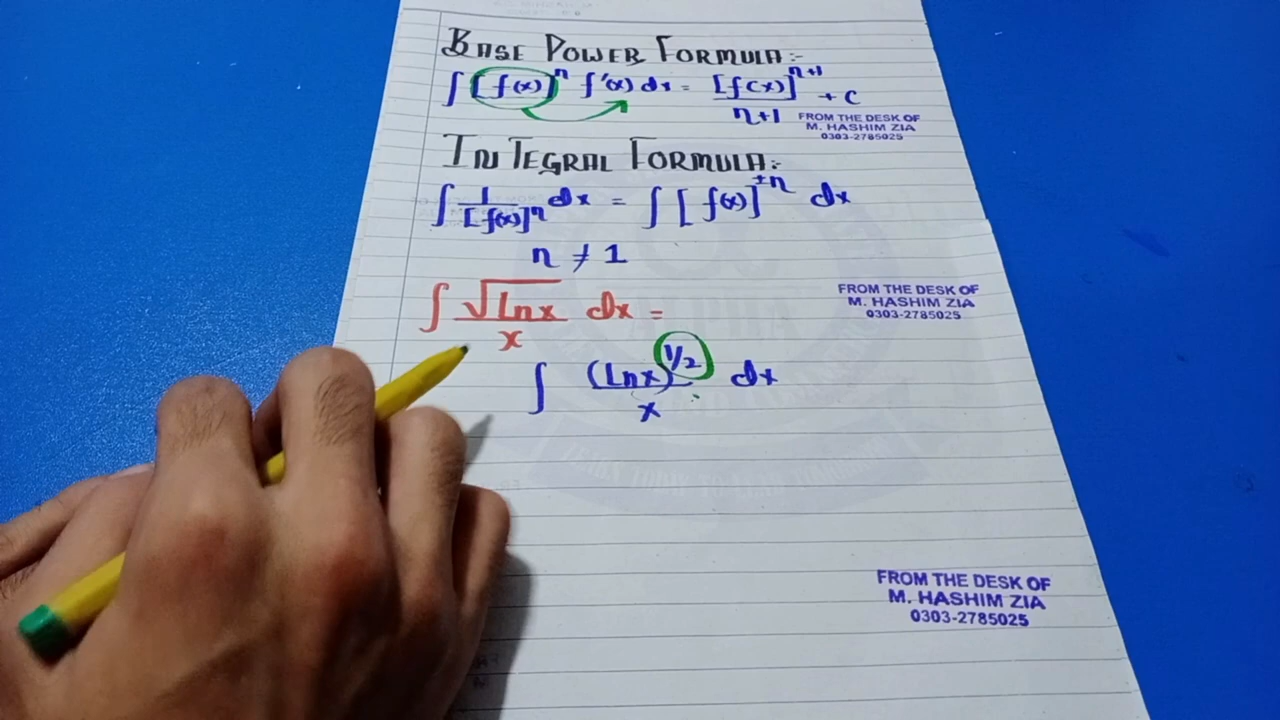 BASE POWER FORMULA:-
∫ [f(x)]ⁿ f'(x) dx = [f(x)]ⁿ⁺¹ / n+1 + c
FROM THE DESK OF
M. HASHIM ZIA
0303-2785025
INTEGRAL FORMULA:-
∫ 1/[f(x)]ⁿ dx = ∫ [f(x)]^±n dx
n ≠ 1
∫ √lnx / x dx =
FROM THE DESK OF
M. HASHIM ZIA
0303-2785025
∫ (lnx)^1/2 / x dx
FROM THE DESK OF
M. HASHIM ZIA
0303-2785025